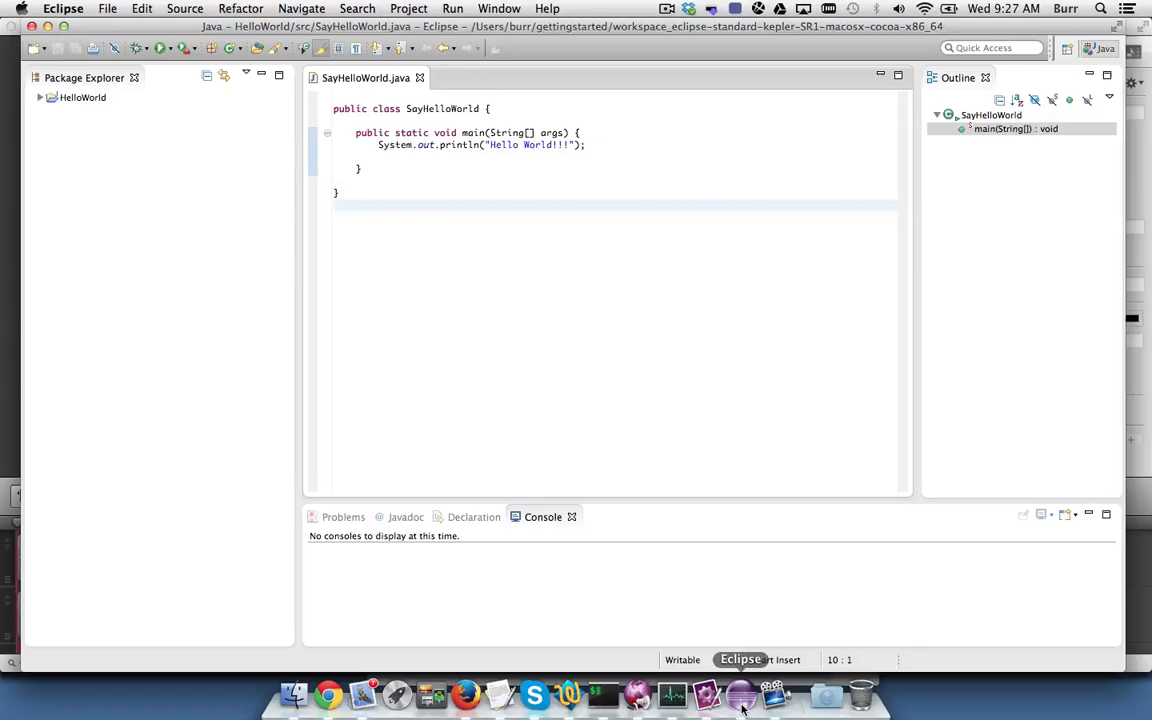 Eclipse File Edit Source Refactor Navigate Search Project Run Window Help Wed 9:27 AM Burr
Java – HelloWorld/src/SayHelloWorld.java – Eclipse – /Users/burr/gettingstarted/workspace_eclipse-standard-kepler-SR1-macosx-cocoa-x86_64
Quick Access Java
Package Explorer
SayHelloWorld.java
Outline
HelloWorld
public class SayHelloWorld {
public static void main(String[] args) {
System.out.println("Hello World!!!");
}
}
SayHelloWorld
main(String[]) : void
Problems Javadoc Declaration Console
No consoles to display at this time.
Writable Eclipse art Insert 10 : 1